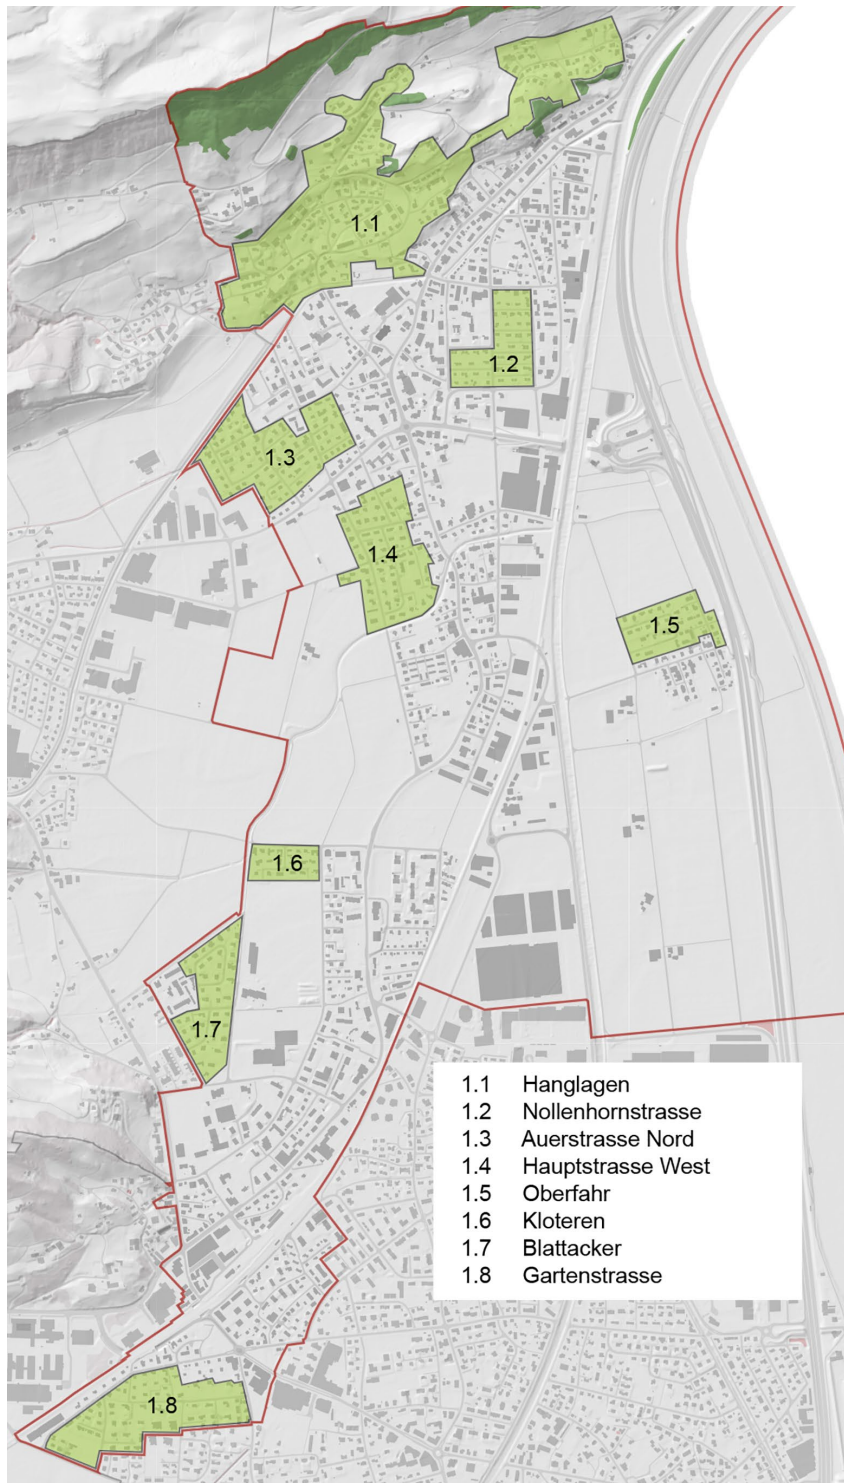 1.1
1.2
1.3
1.4
1.5
1.6
1.7
1.8
1.1 Hanglagen
1.2 Nollenhornstrasse
1.3 Auerstrasse Nord
1.4 Hauptstrasse West
1.5 Oberfahr
1.6 Kloteren
1.7 Blattacker
1.8 Gartenstrasse